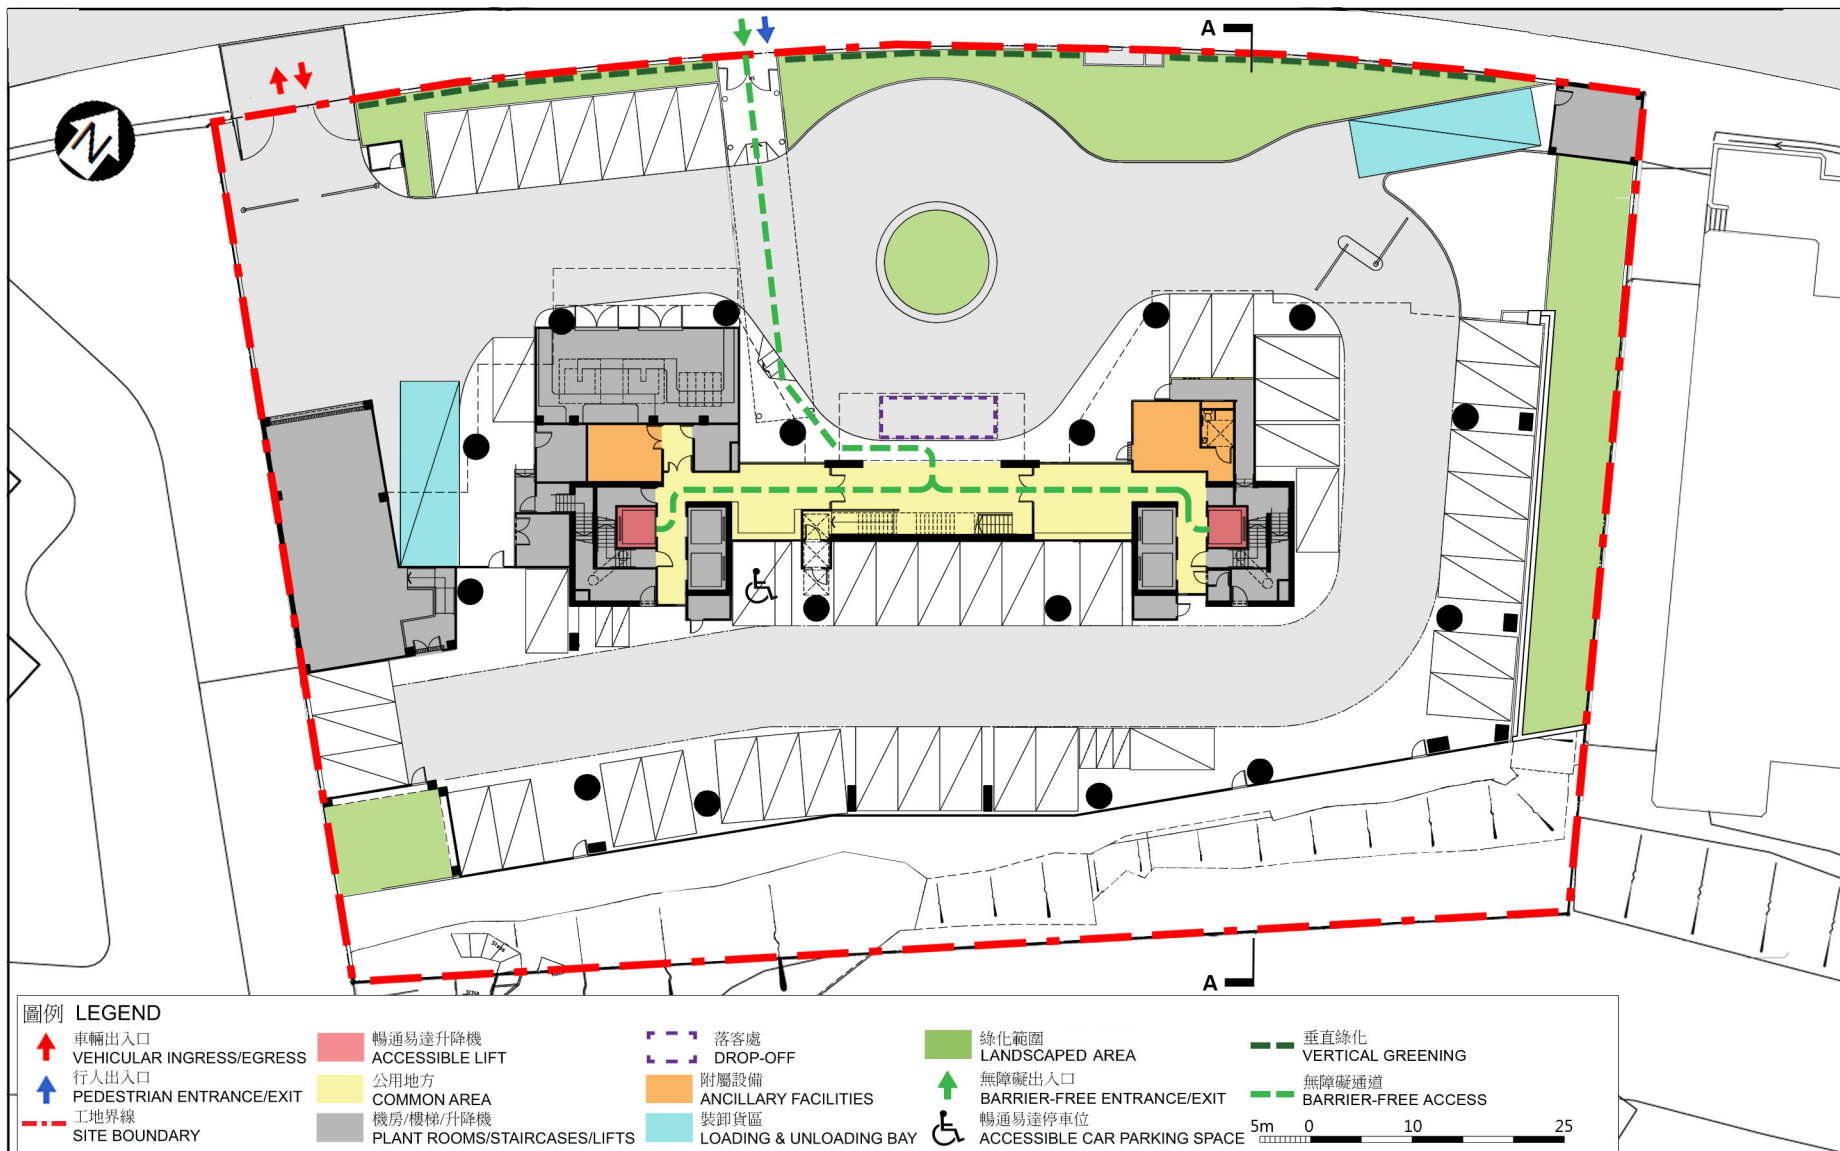 A
N
Steps
A
圖例 LEGEND
車輛出入口
VEHICULAR INGRESS/EGRESS
行人出入口
PEDESTRIAN ENTRANCE/EXIT
工地界線
SITE BOUNDARY
暢通易達升降機
ACCESSIBLE LIFT
公用地方
COMMON AREA
機房/樓梯/升降機
PLANT ROOMS/STAIRCASES/LIFTS
落客處
DROP-OFF
附屬設備
ANCILLARY FACILITIES
裝卸貨區
LOADING & UNLOADING BAY
綠化範圍
LANDSCAPED AREA
無障礙出入口
BARRIER-FREE ENTRANCE/EXIT
暢通易達停車位
ACCESSIBLE CAR PARKING SPACE
垂直綠化
VERTICAL GREENING
無障礙通道
BARRIER-FREE ACCESS
5m 0 10 25